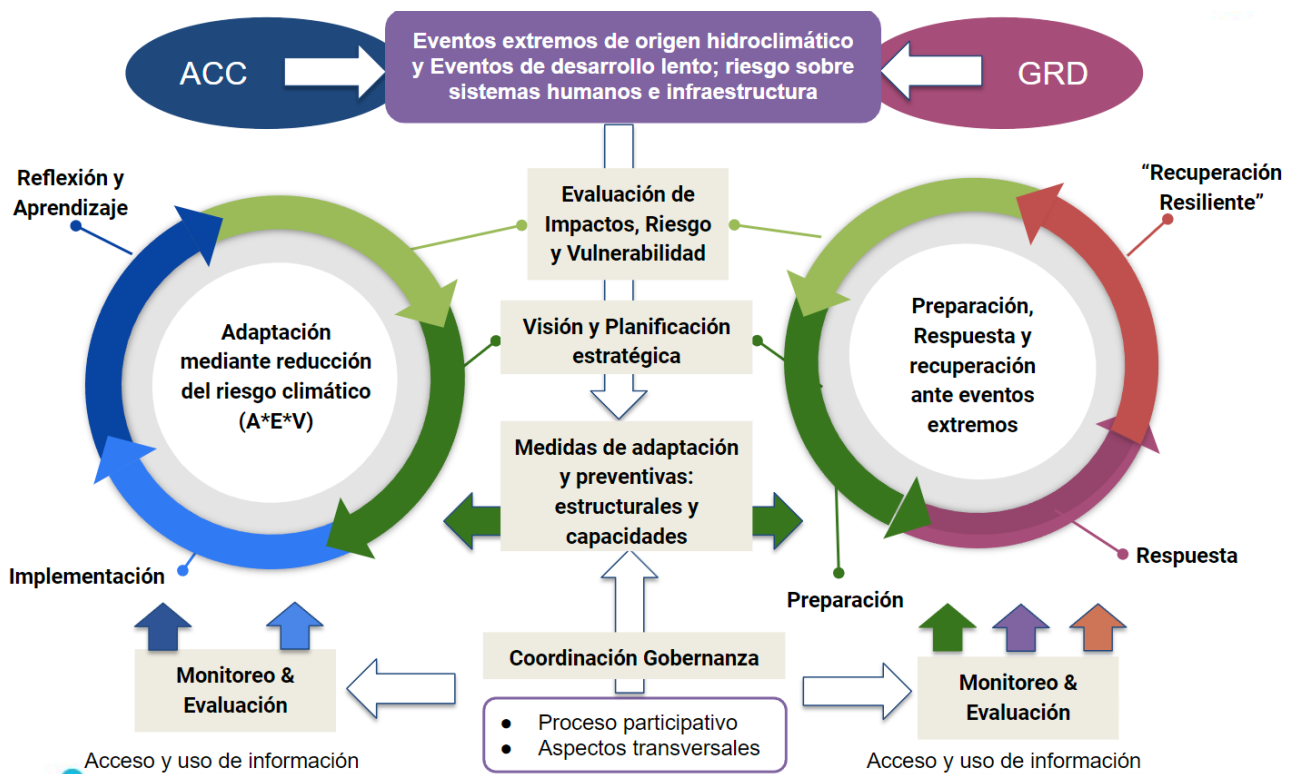 ACC
Eventos extremos de origen hidroclimático
y Eventos de desarrollo lento; riesgo sobre
sistemas humanos e infraestructura
GRD
Reflexión y
Aprendizaje
Evaluación de
Impactos, Riesgo
y Vulnerabilidad
“Recuperación
Resiliente”
Adaptación
mediante reducción
del riesgo climático
(A*E*V)
Visión y Planificación
estratégica
Preparación,
Respuesta y
recuperación
ante eventos
extremos
Medidas de adaptación
y preventivas:
estructurales y
capacidades
Implementación
Respuesta
Preparación
Monitoreo &
Evaluación
Coordinación Gobernanza
Monitoreo &
Evaluación
● Proceso participativo
● Aspectos transversales
Acceso y uso de información
Acceso y uso de información